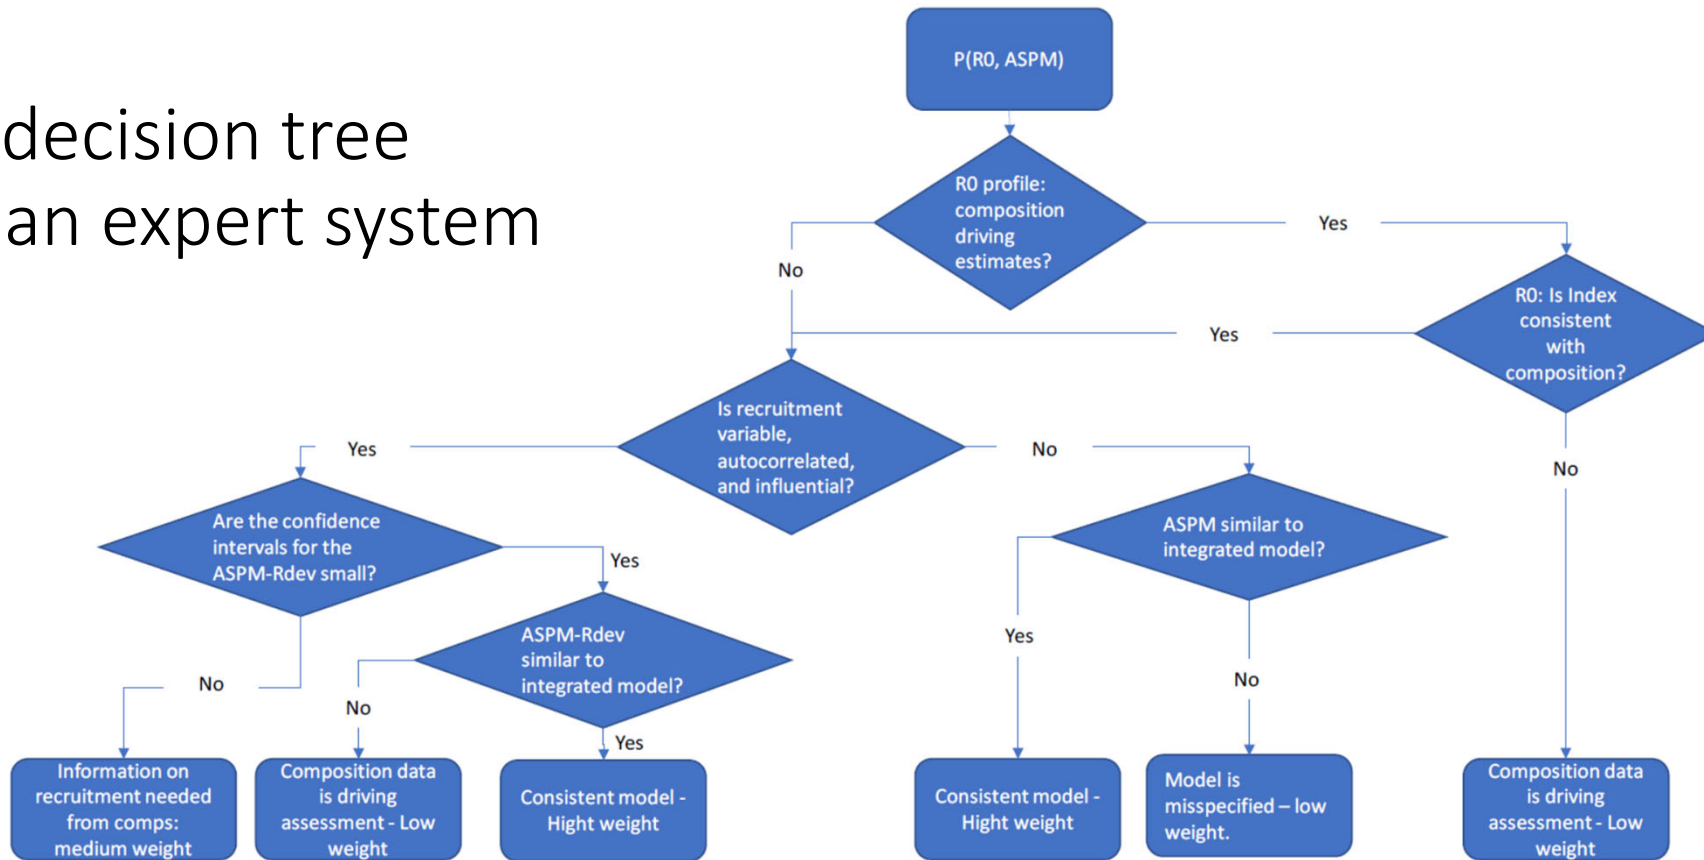 decision tree
an expert system
P(R0, ASPM)
R0 profile:
composition
driving
estimates?
Yes
No
R0: Is Index
consistent
with
composition?
Yes
Is recruitment
variable,
autocorrelated,
and influential?
Yes
No
No
Are the confidence
intervals for the
ASPM-Rdev small?
ASPM similar to
integrated model?
Yes
ASPM-Rdev
similar to
integrated model?
Yes
No
No
No
Yes
Information on
recruitment needed
from comps:
medium weight
Composition data
is driving
assessment - Low
weight
Consistent model -
Hight weight
Consistent model -
Hight weight
Model is
misspecified – low
weight.
Composition data
is driving
assessment - Low
weight